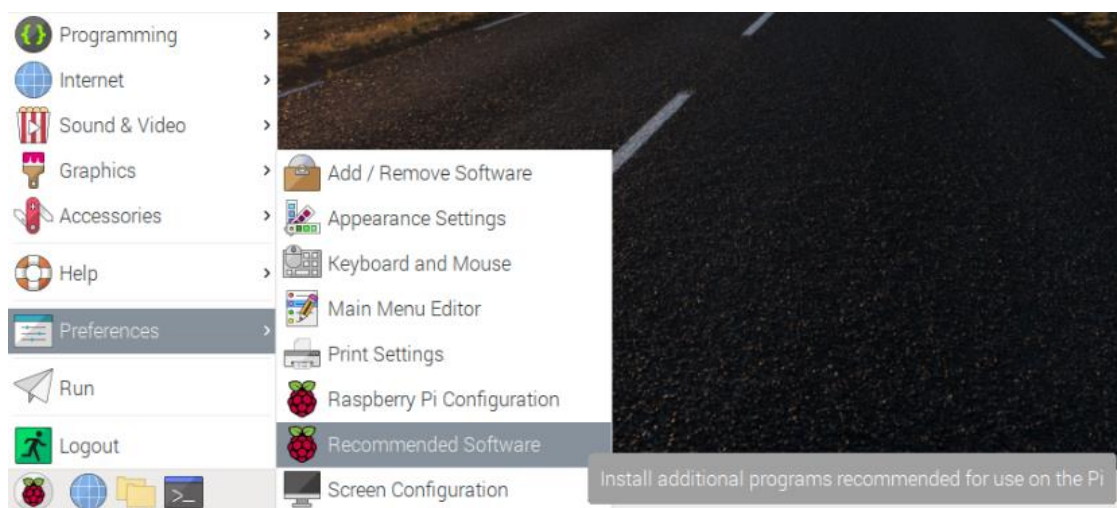 Programming
Internet
Sound & Video
Graphics
Accessories
Help
Preferences
Run
Logout
Add / Remove Software
Appearance Settings
Keyboard and Mouse
Main Menu Editor
Print Settings
Raspberry Pi Configuration
Recommended Software
Screen Configuration
Install additional programs recommended for use on the Pi